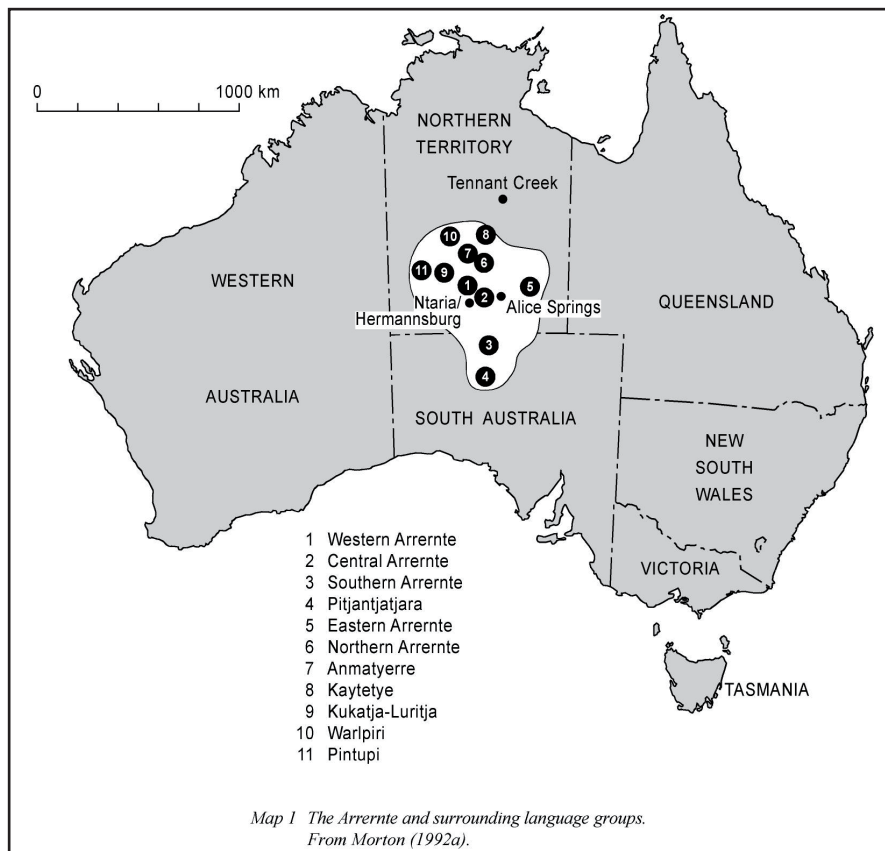 0 1000 km
NORTHERN
TERRITORY
Tennant Creek
10
8
7
6
11
9
5
1
2
Ntaria/
Hermannsburg
Alice Springs
3
4
WESTERN
AUSTRALIA
QUEENSLAND
SOUTH AUSTRALIA
NEW
SOUTH
WALES
VICTORIA
TASMANIA
1 Western Arrernte
2 Central Arrernte
3 Southern Arrernte
4 Pitjantjatjara
5 Eastern Arrernte
6 Northern Arrernte
7 Anmatyerre
8 Kaytetye
9 Kukatja-Luritja
10 Warlpiri
11 Pintupi
Map 1 The Arrernte and surrounding language groups.
From Morton (1992a).